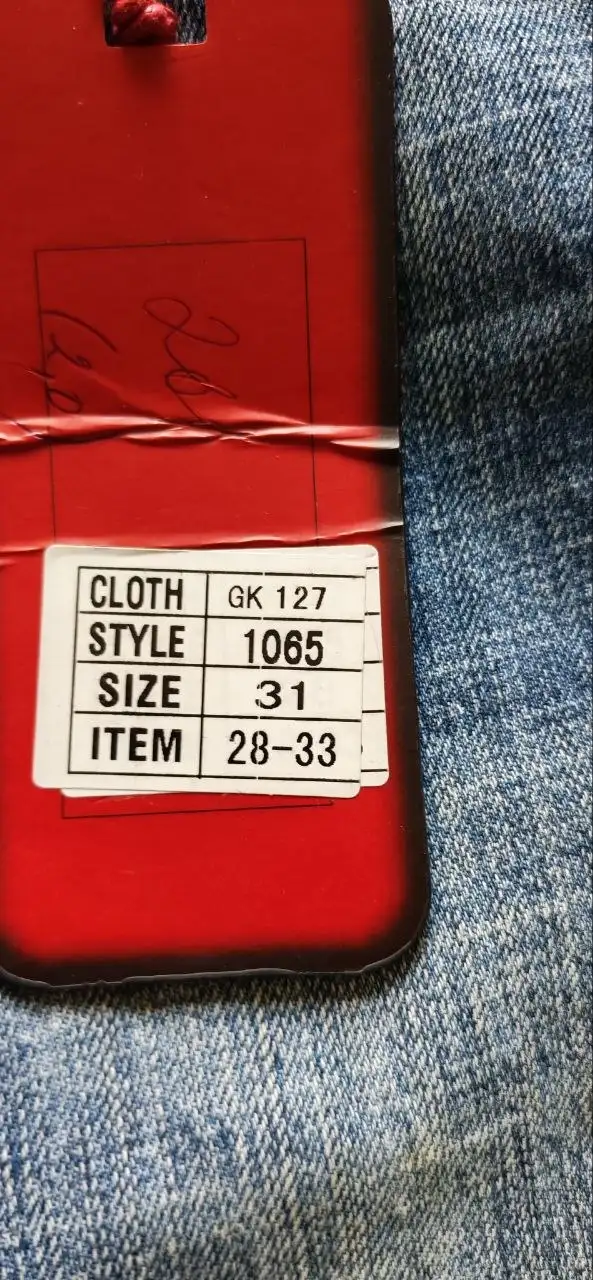 CLOTH GK 127
STYLE 1065
SIZE 31
ITEM 28-33